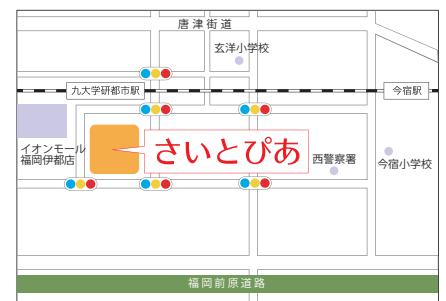 唐津街道
玄洋小学校
九大学研都市駅
今宿駅
イオンモール
福岡伊都店
さいとぴあ
西警察署
今宿小学校
福岡前原道路